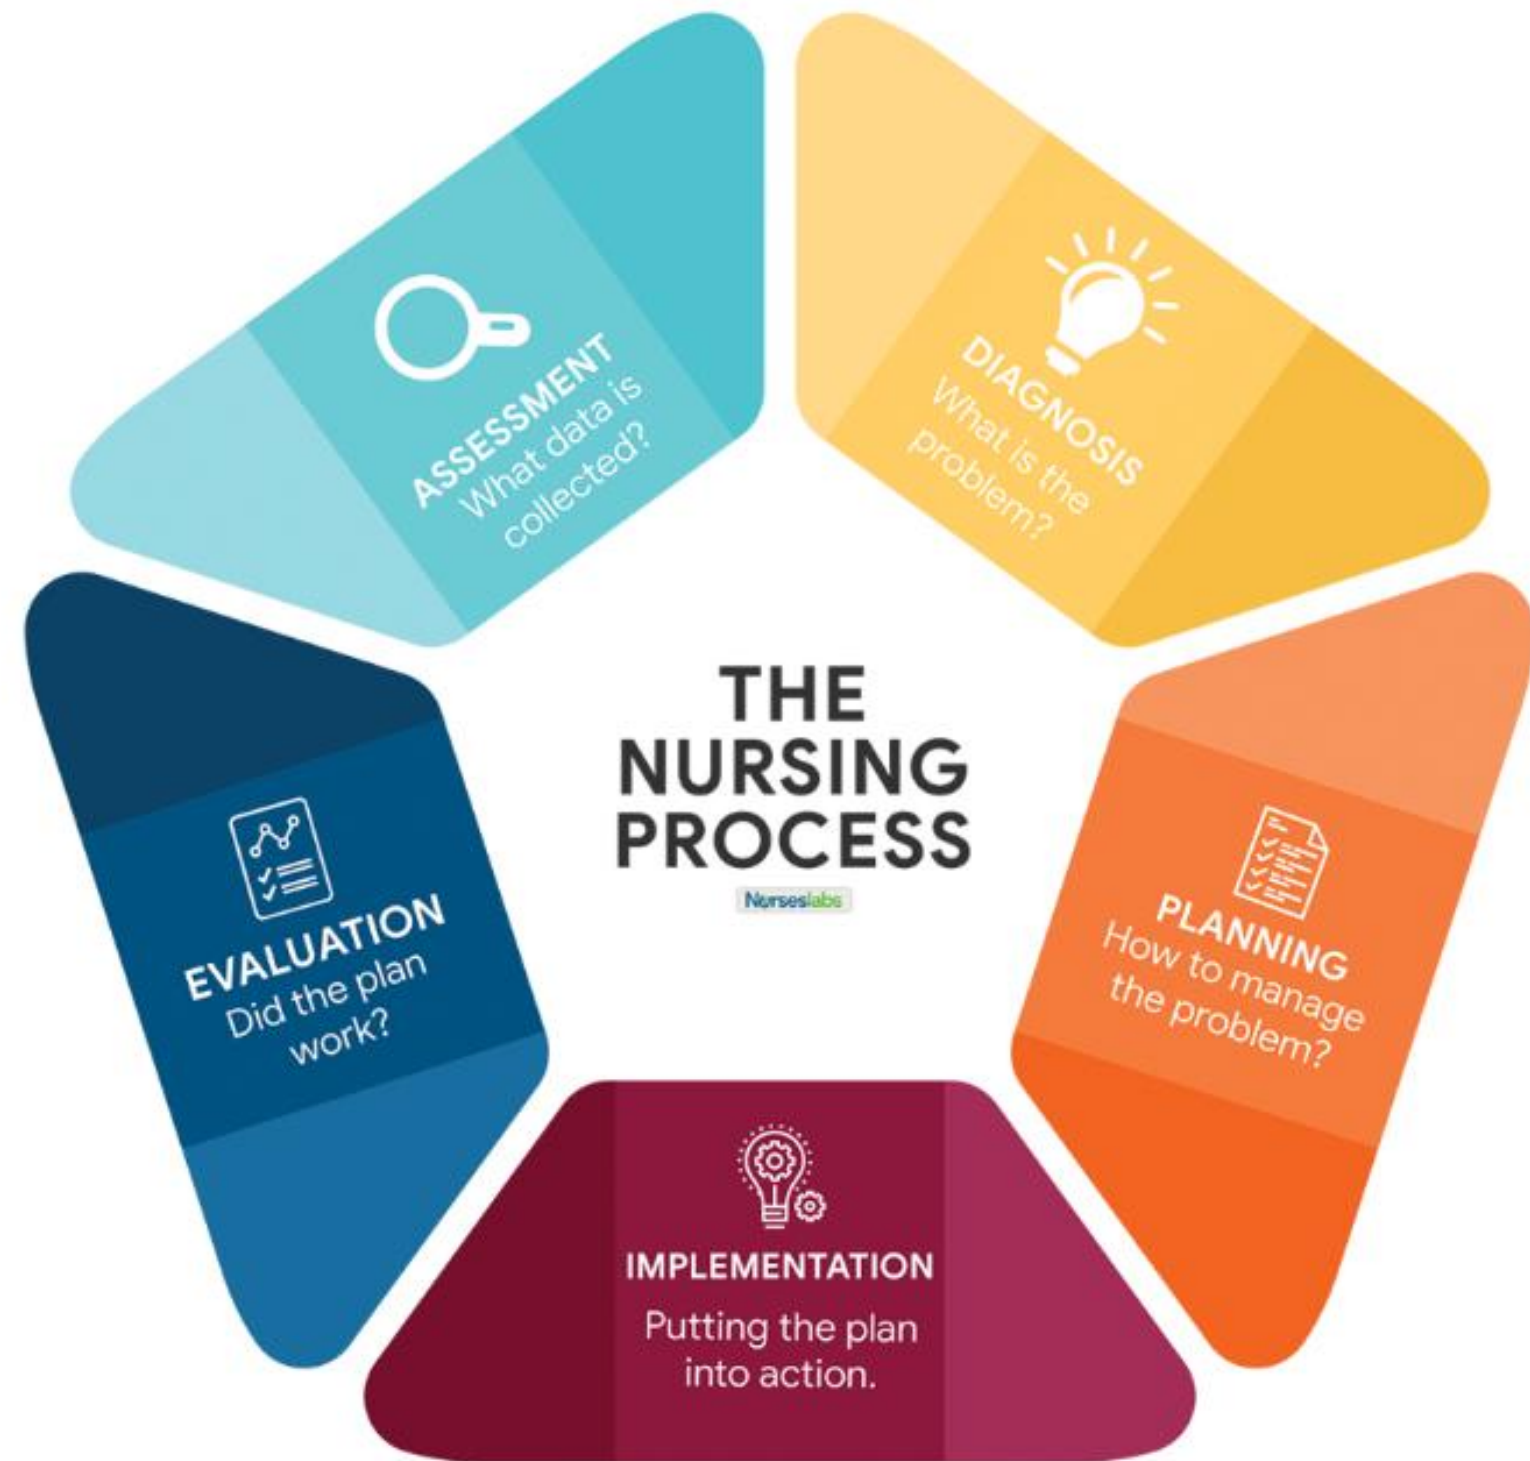 ASSESSMENT
What data is
collected?
DIAGNOSIS
What is the
problem?
THE
NURSING
PROCESS
Nurseslabs
PLANNING
How to manage
the problem?
IMPLEMENTATION
Putting the plan
into action.
EVALUATION
Did the plan
work?